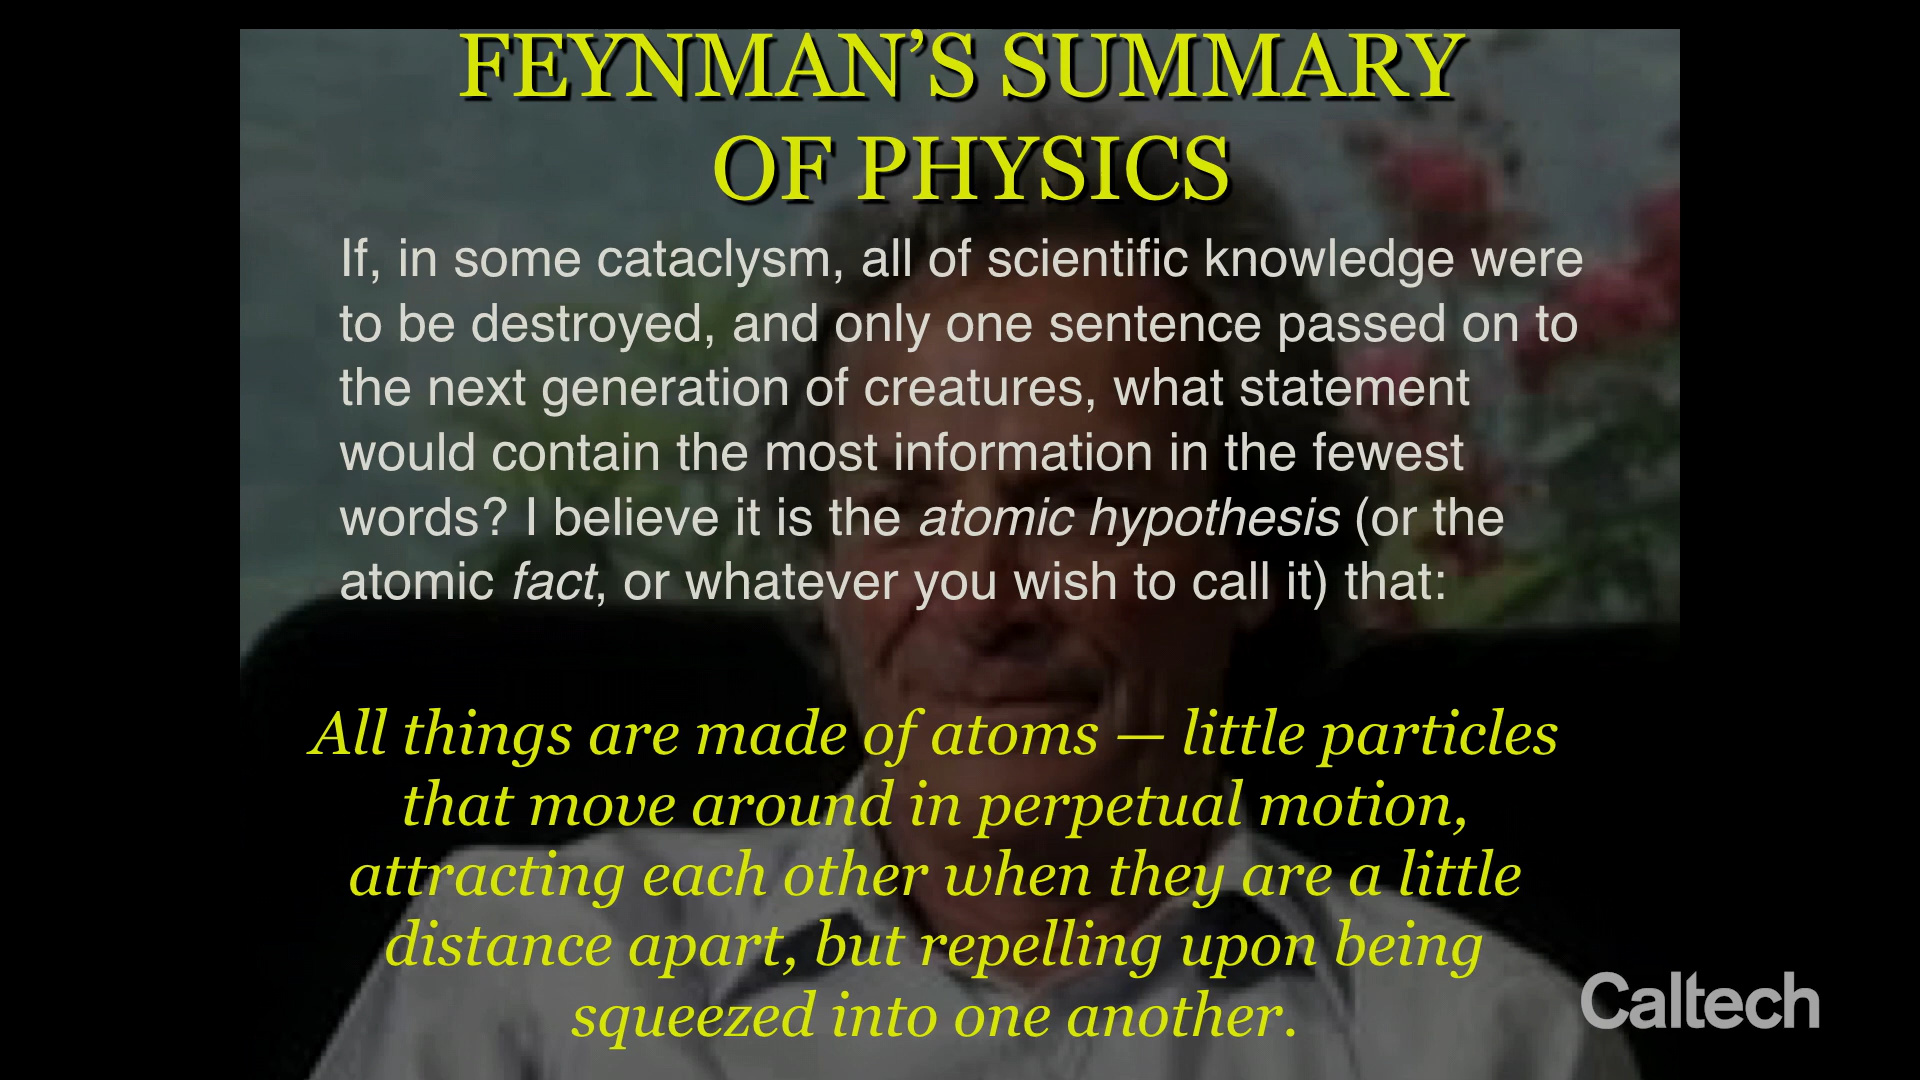 FEYNMAN’S SUMMARY
OF PHYSICS
If, in some cataclysm, all of scientific knowledge were
to be destroyed, and only one sentence passed on to
the next generation of creatures, what statement
would contain the most information in the fewest
words? I believe it is the atomic hypothesis (or the
atomic fact, or whatever you wish to call it) that:
All things are made of atoms — little particles
that move around in perpetual motion,
attracting each other when they are a little
distance apart, but repelling upon being
squeezed into one another.
Caltech